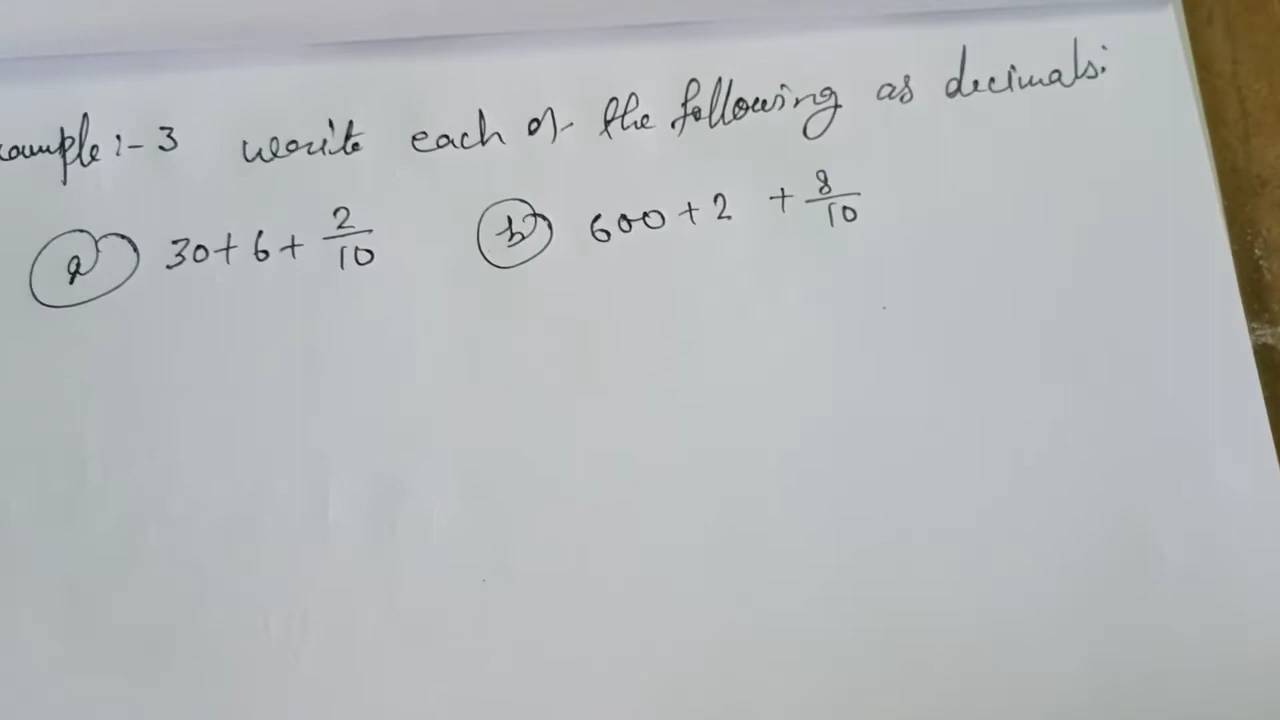 xample :- 3 write each of the following as decimals:
(a) 30 + 6 + 2/10 (b) 600 + 2 + 8/10